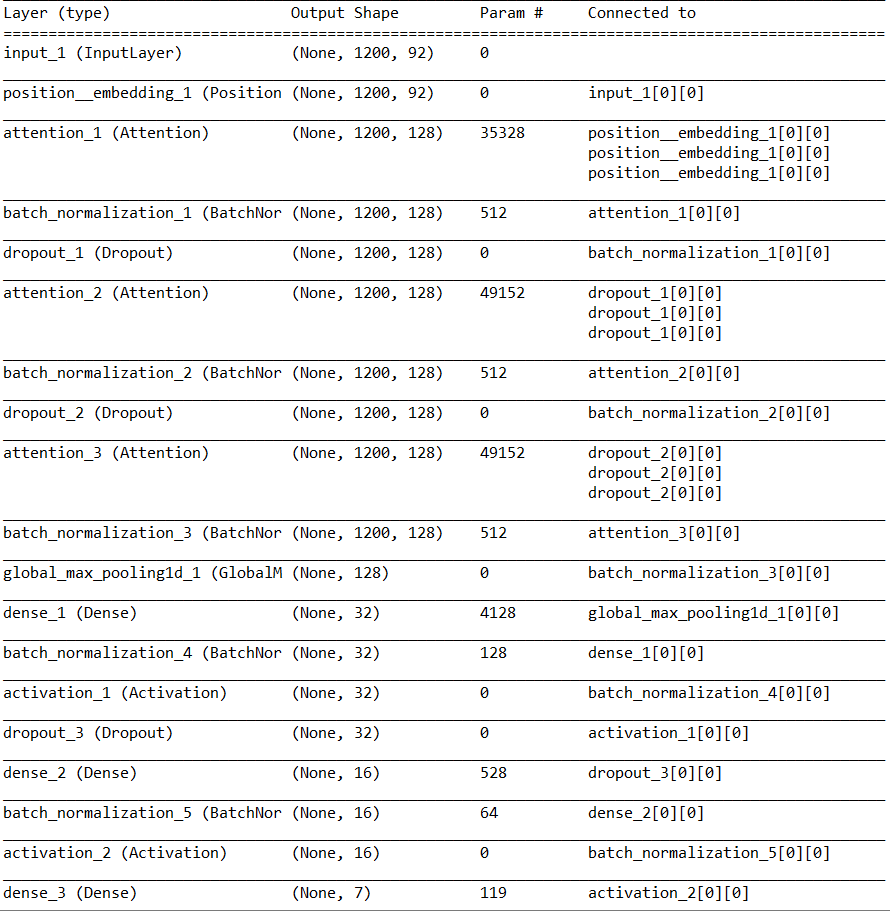 Layer (type) Output Shape Param # Connected to
==================================================================================================
input_1 (InputLayer) (None, 1200, 92) 0
position__embedding_1 (Position (None, 1200, 92) 0 input_1[0][0]
attention_1 (Attention) (None, 1200, 128) 35328 position__embedding_1[0][0]
position__embedding_1[0][0]
position__embedding_1[0][0]
batch_normalization_1 (BatchNor (None, 1200, 128) 512 attention_1[0][0]
dropout_1 (Dropout) (None, 1200, 128) 0 batch_normalization_1[0][0]
attention_2 (Attention) (None, 1200, 128) 49152 dropout_1[0][0]
dropout_1[0][0]
dropout_1[0][0]
batch_normalization_2 (BatchNor (None, 1200, 128) 512 attention_2[0][0]
dropout_2 (Dropout) (None, 1200, 128) 0 batch_normalization_2[0][0]
attention_3 (Attention) (None, 1200, 128) 49152 dropout_2[0][0]
dropout_2[0][0]
dropout_2[0][0]
batch_normalization_3 (BatchNor (None, 1200, 128) 512 attention_3[0][0]
global_max_pooling1d_1 (GlobalM (None, 128) 0 batch_normalization_3[0][0]
dense_1 (Dense) (None, 32) 4128 global_max_pooling1d_1[0][0]
batch_normalization_4 (BatchNor (None, 32) 128 dense_1[0][0]
activation_1 (Activation) (None, 32) 0 batch_normalization_4[0][0]
dropout_3 (Dropout) (None, 32) 0 activation_1[0][0]
dense_2 (Dense) (None, 16) 528 dropout_3[0][0]
batch_normalization_5 (BatchNor (None, 16) 64 dense_2[0][0]
activation_2 (Activation) (None, 16) 0 batch_normalization_5[0][0]
dense_3 (Dense) (None, 7) 119 activation_2[0][0]